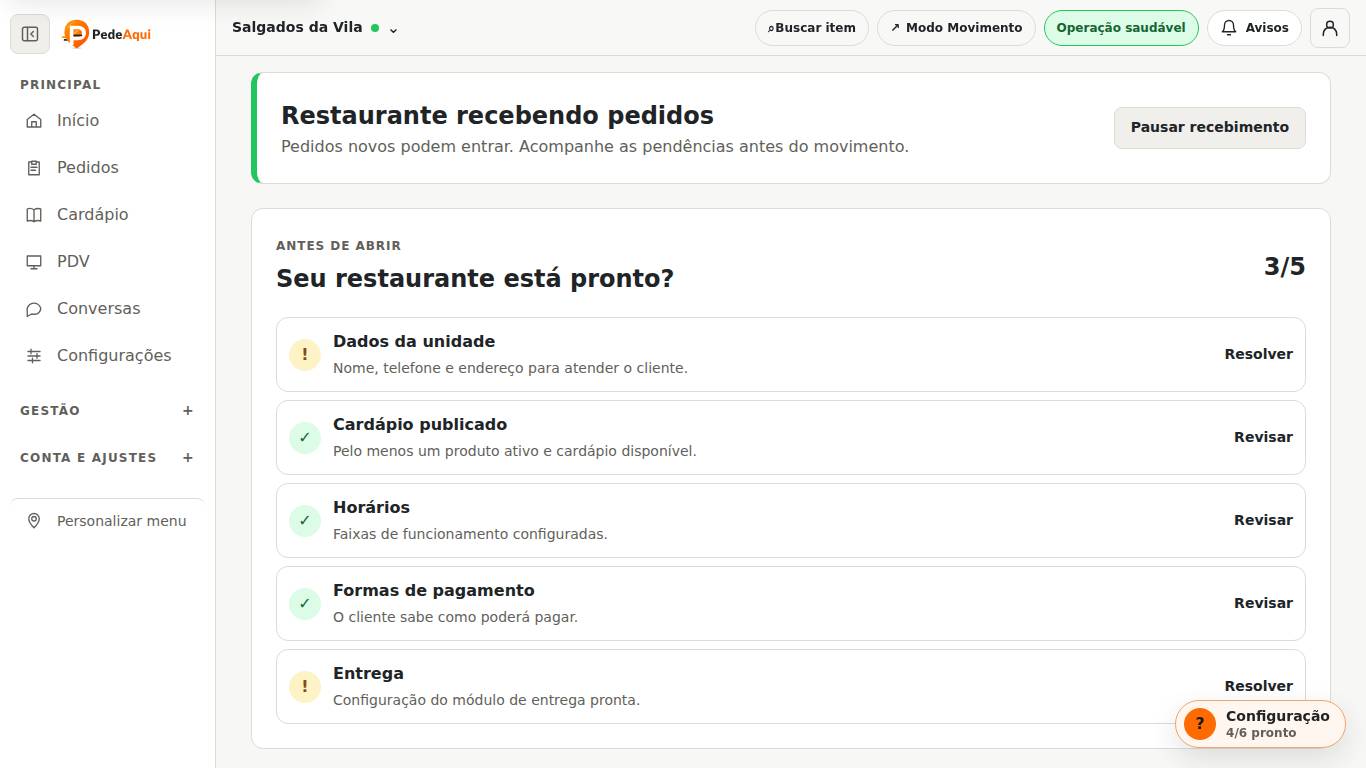 PedeAqui
PRINCIPAL
Início
Pedidos
Cardápio
PDV
Conversas
Configurações
GESTÃO +
CONTA E AJUSTES +
Personalizar menu
Salgados da Vila
Buscar item
↗ Modo Movimento
Operação saudável
Avisos
Restaurante recebendo pedidos
Pedidos novos podem entrar. Acompanhe as pendências antes do movimento.
Pausar recebimento
ANTES DE ABRIR
Seu restaurante está pronto?
3/5
! Dados da unidade
Nome, telefone e endereço para atender o cliente.
Resolver
✓ Cardápio publicado
Pelo menos um produto ativo e cardápio disponível.
Revisar
✓ Horários
Faixas de funcionamento configuradas.
Revisar
✓ Formas de pagamento
O cliente sabe como poderá pagar.
Revisar
! Entrega
Configuração do módulo de entrega pronta.
Resolver
? Configuração
4/6 pronto